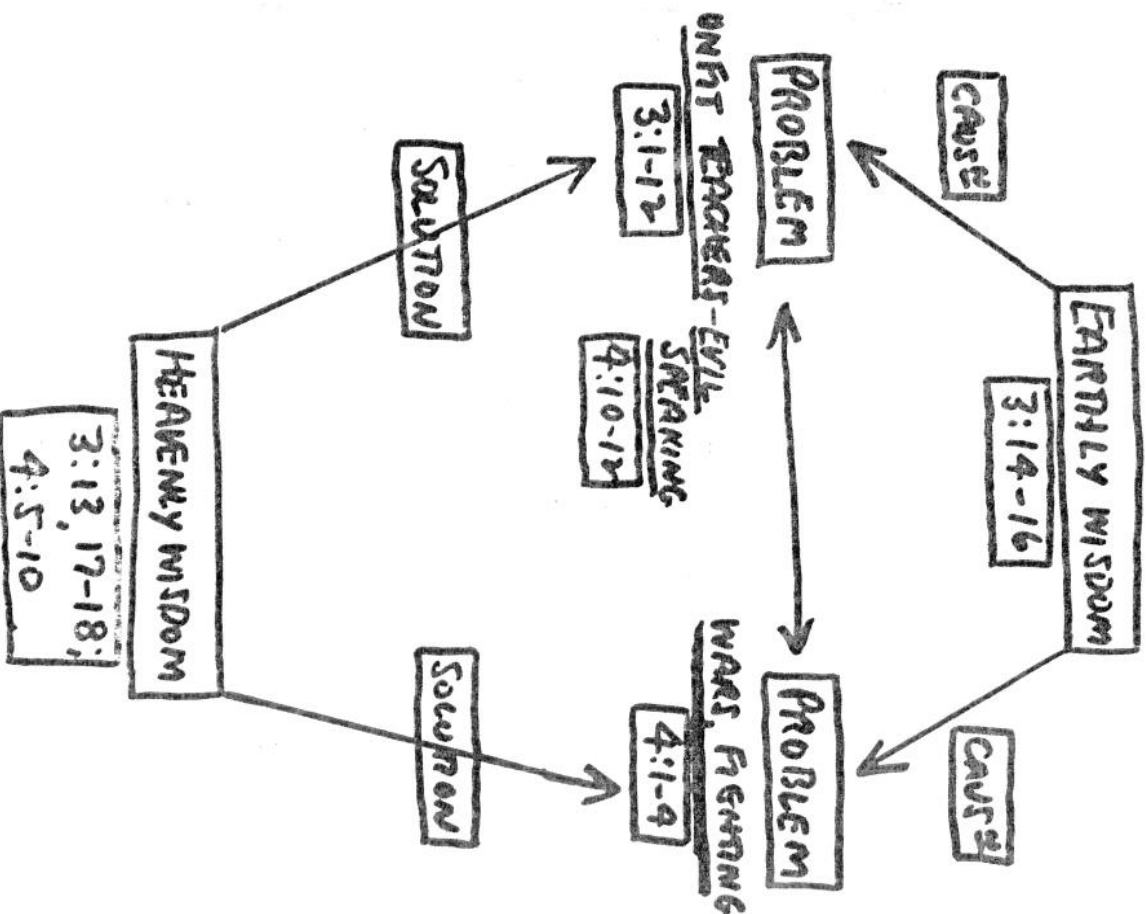 EARTHLY WISDOM
3:14-16
CAUSE
CAUSE
PROBLEM
PROBLEM
UNFIT TEACHERS-EVIL
SPEAKING
WARS, FIGHTING
3:1-12
4:10-12
4:1-4
SOLUTION
SOLUTION
HEAVENLY WISDOM
3:13, 17-18;
4:5-10